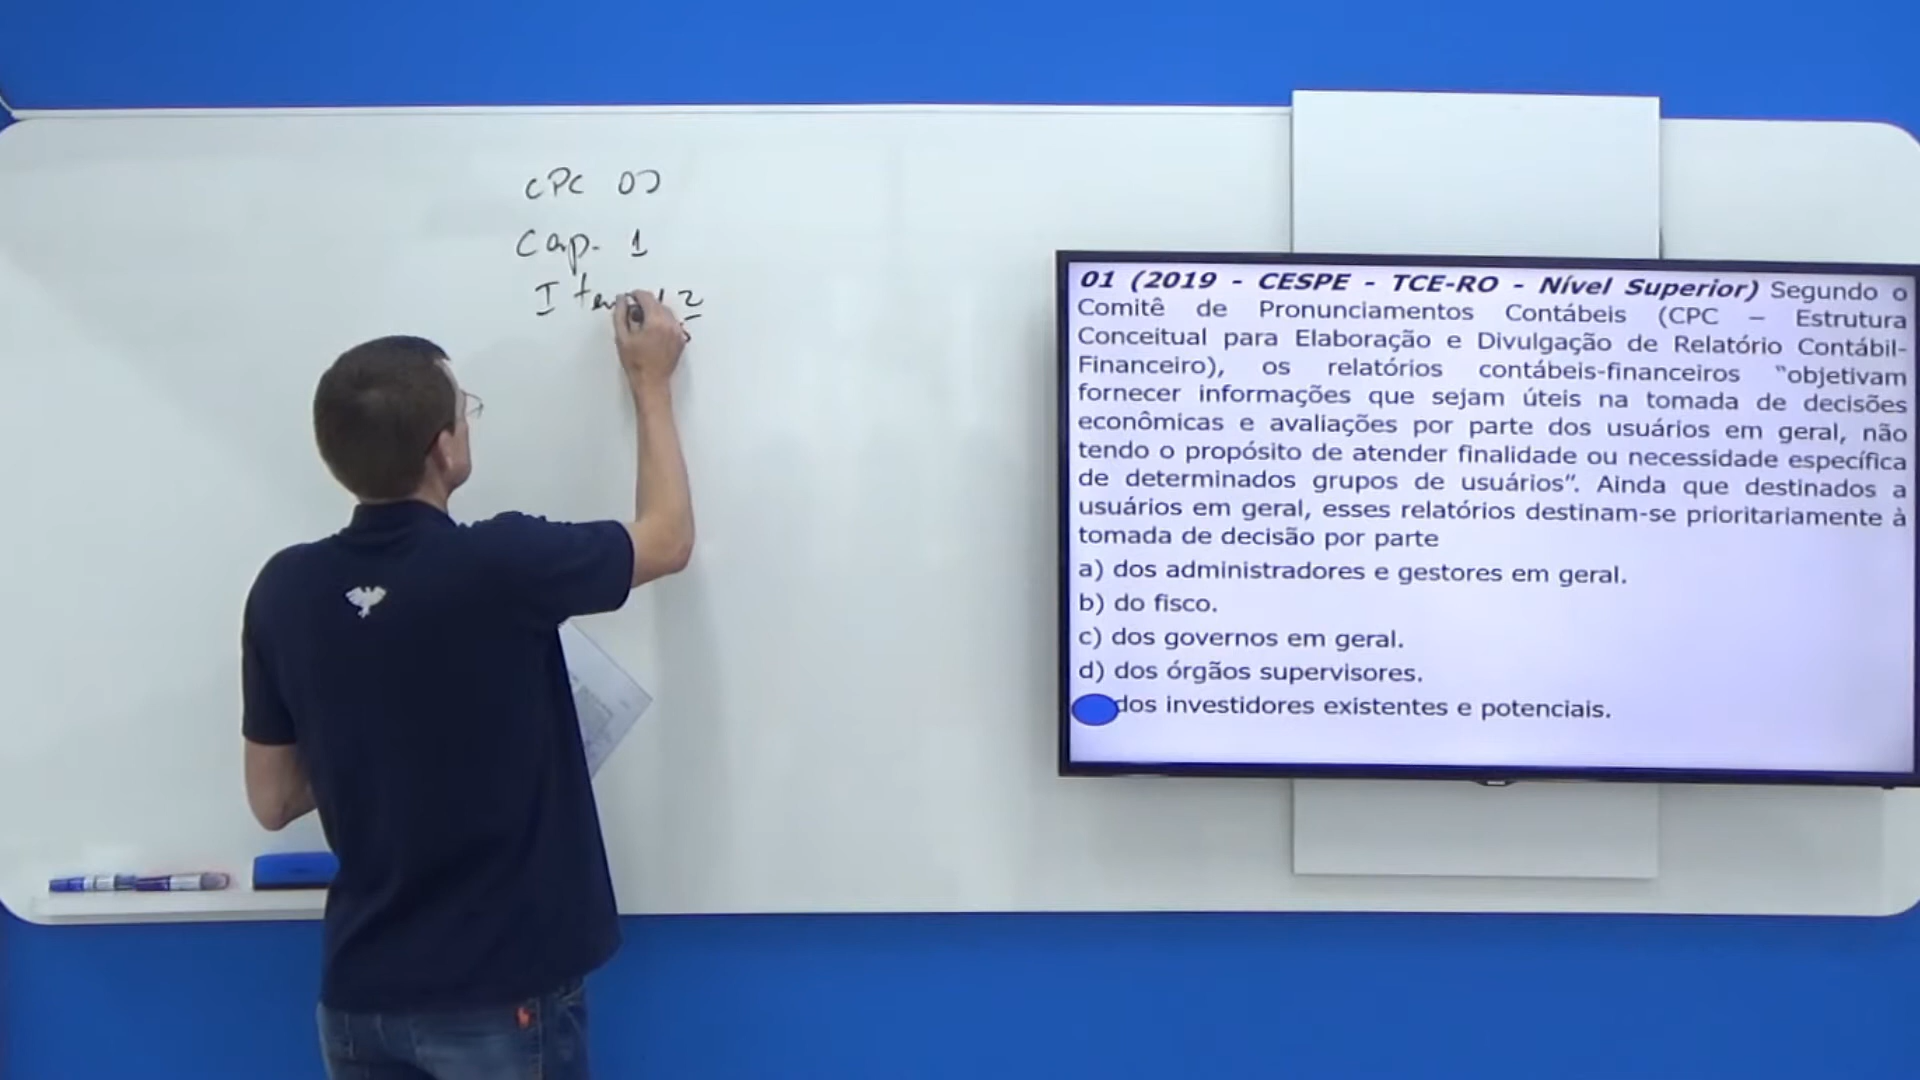 CPC 00
Cap. 1
01 (2019 - CESPE - TCE-RO - Nível Superior) Segundo o
Comitê de Pronunciamentos Contábeis (CPC – Estrutura
Conceitual para Elaboração e Divulgação de Relatório Contábil-
Financeiro), os relatórios contábeis-financeiros "objetivam
fornecer informações que sejam úteis na tomada de decisões
econômicas e avaliações por parte dos usuários em geral, não
tendo o propósito de atender finalidade ou necessidade específica
de determinados grupos de usuários". Ainda que destinados a
usuários em geral, esses relatórios destinam-se prioritariamente à
tomada de decisão por parte
a) dos administradores e gestores em geral.
b) do fisco.
c) dos governos em geral.
d) dos órgãos supervisores.
dos investidores existentes e potenciais.